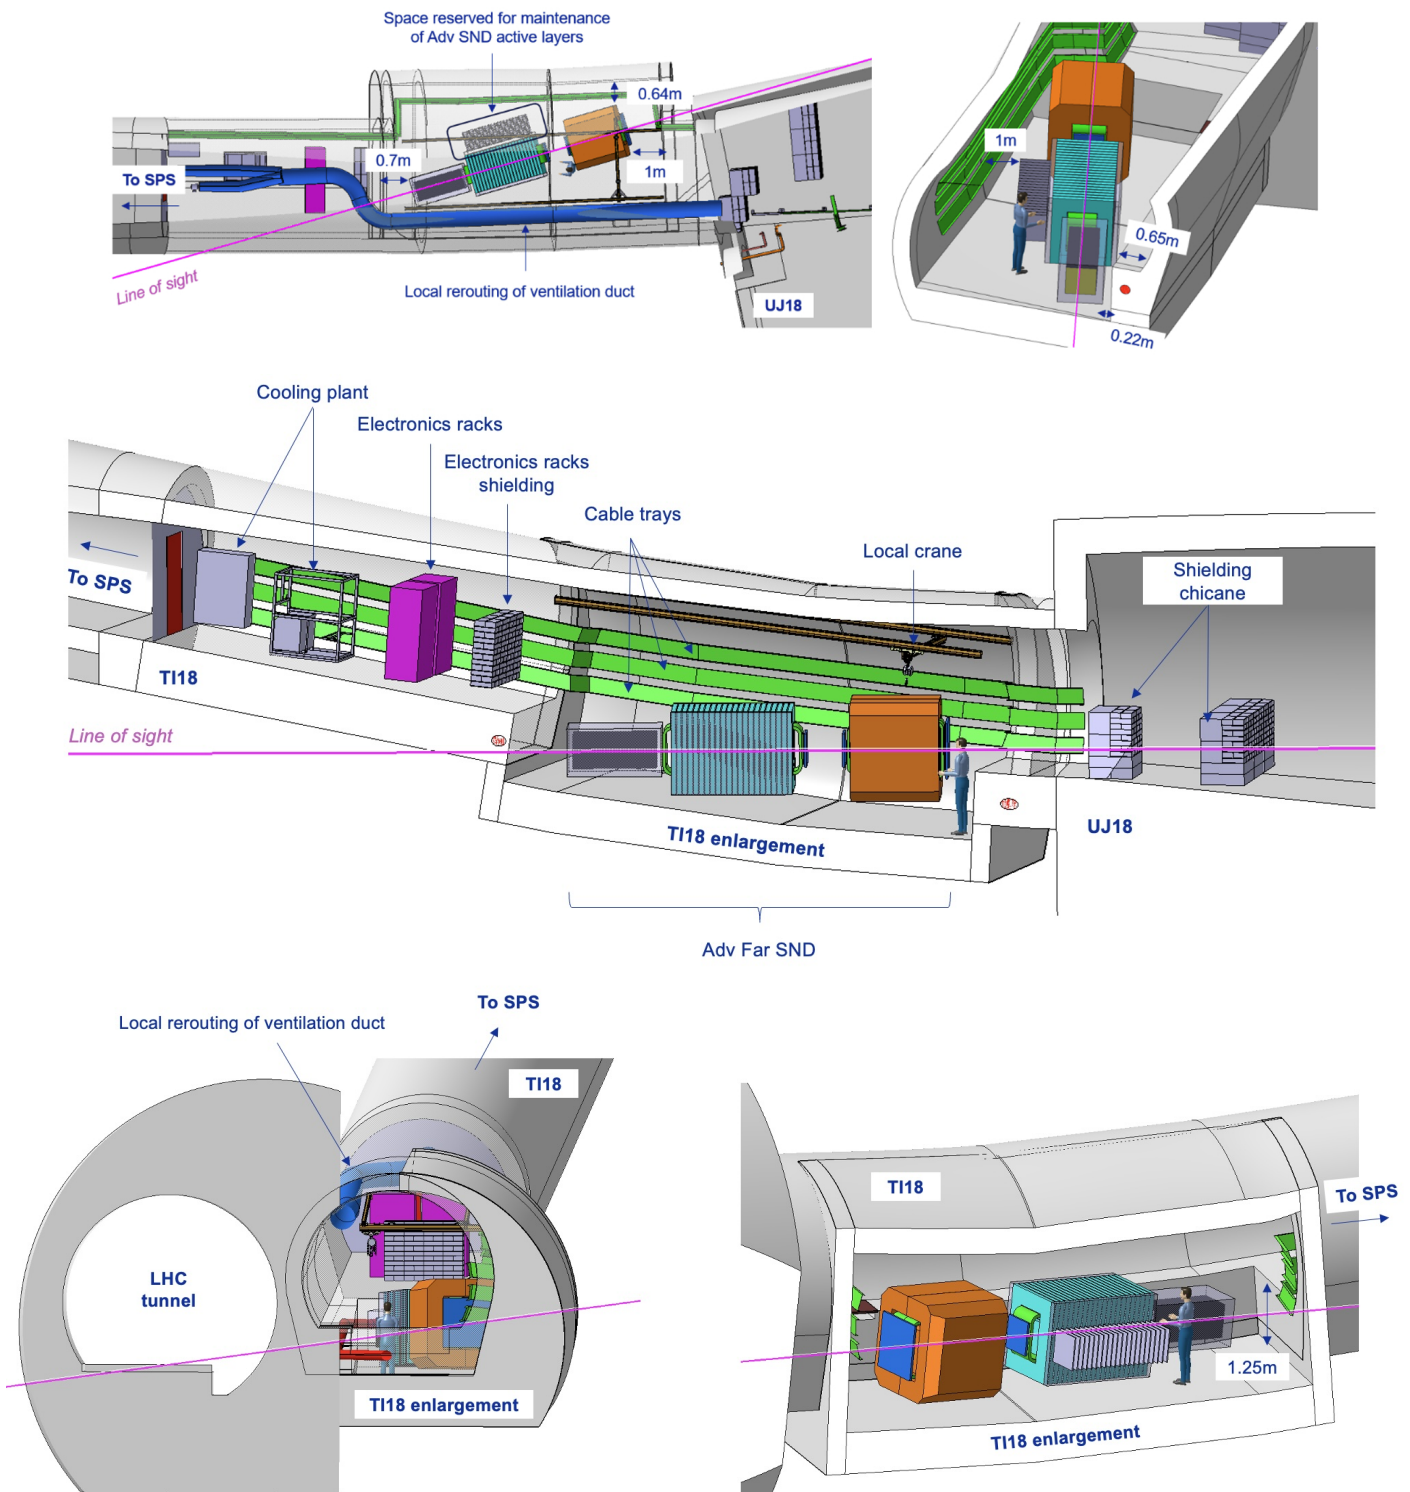 Space reserved for maintenance
of Adv SND active layers
0.64m
0.7m
1m
To SPS
Line of sight
Local rerouting of ventilation duct
UJ18
1m
0.65m
0.22m
Cooling plant
Electronics racks
Electronics racks
shielding
Cable trays
Local crane
Shielding
chicane
To SPS
TI18
Line of sight
TI18 enlargement
UJ18
Adv Far SND
To SPS
Local rerouting of ventilation duct
TI18
LHC
tunnel
TI18 enlargement
TI18
To SPS
1.25m
TI18 enlargement